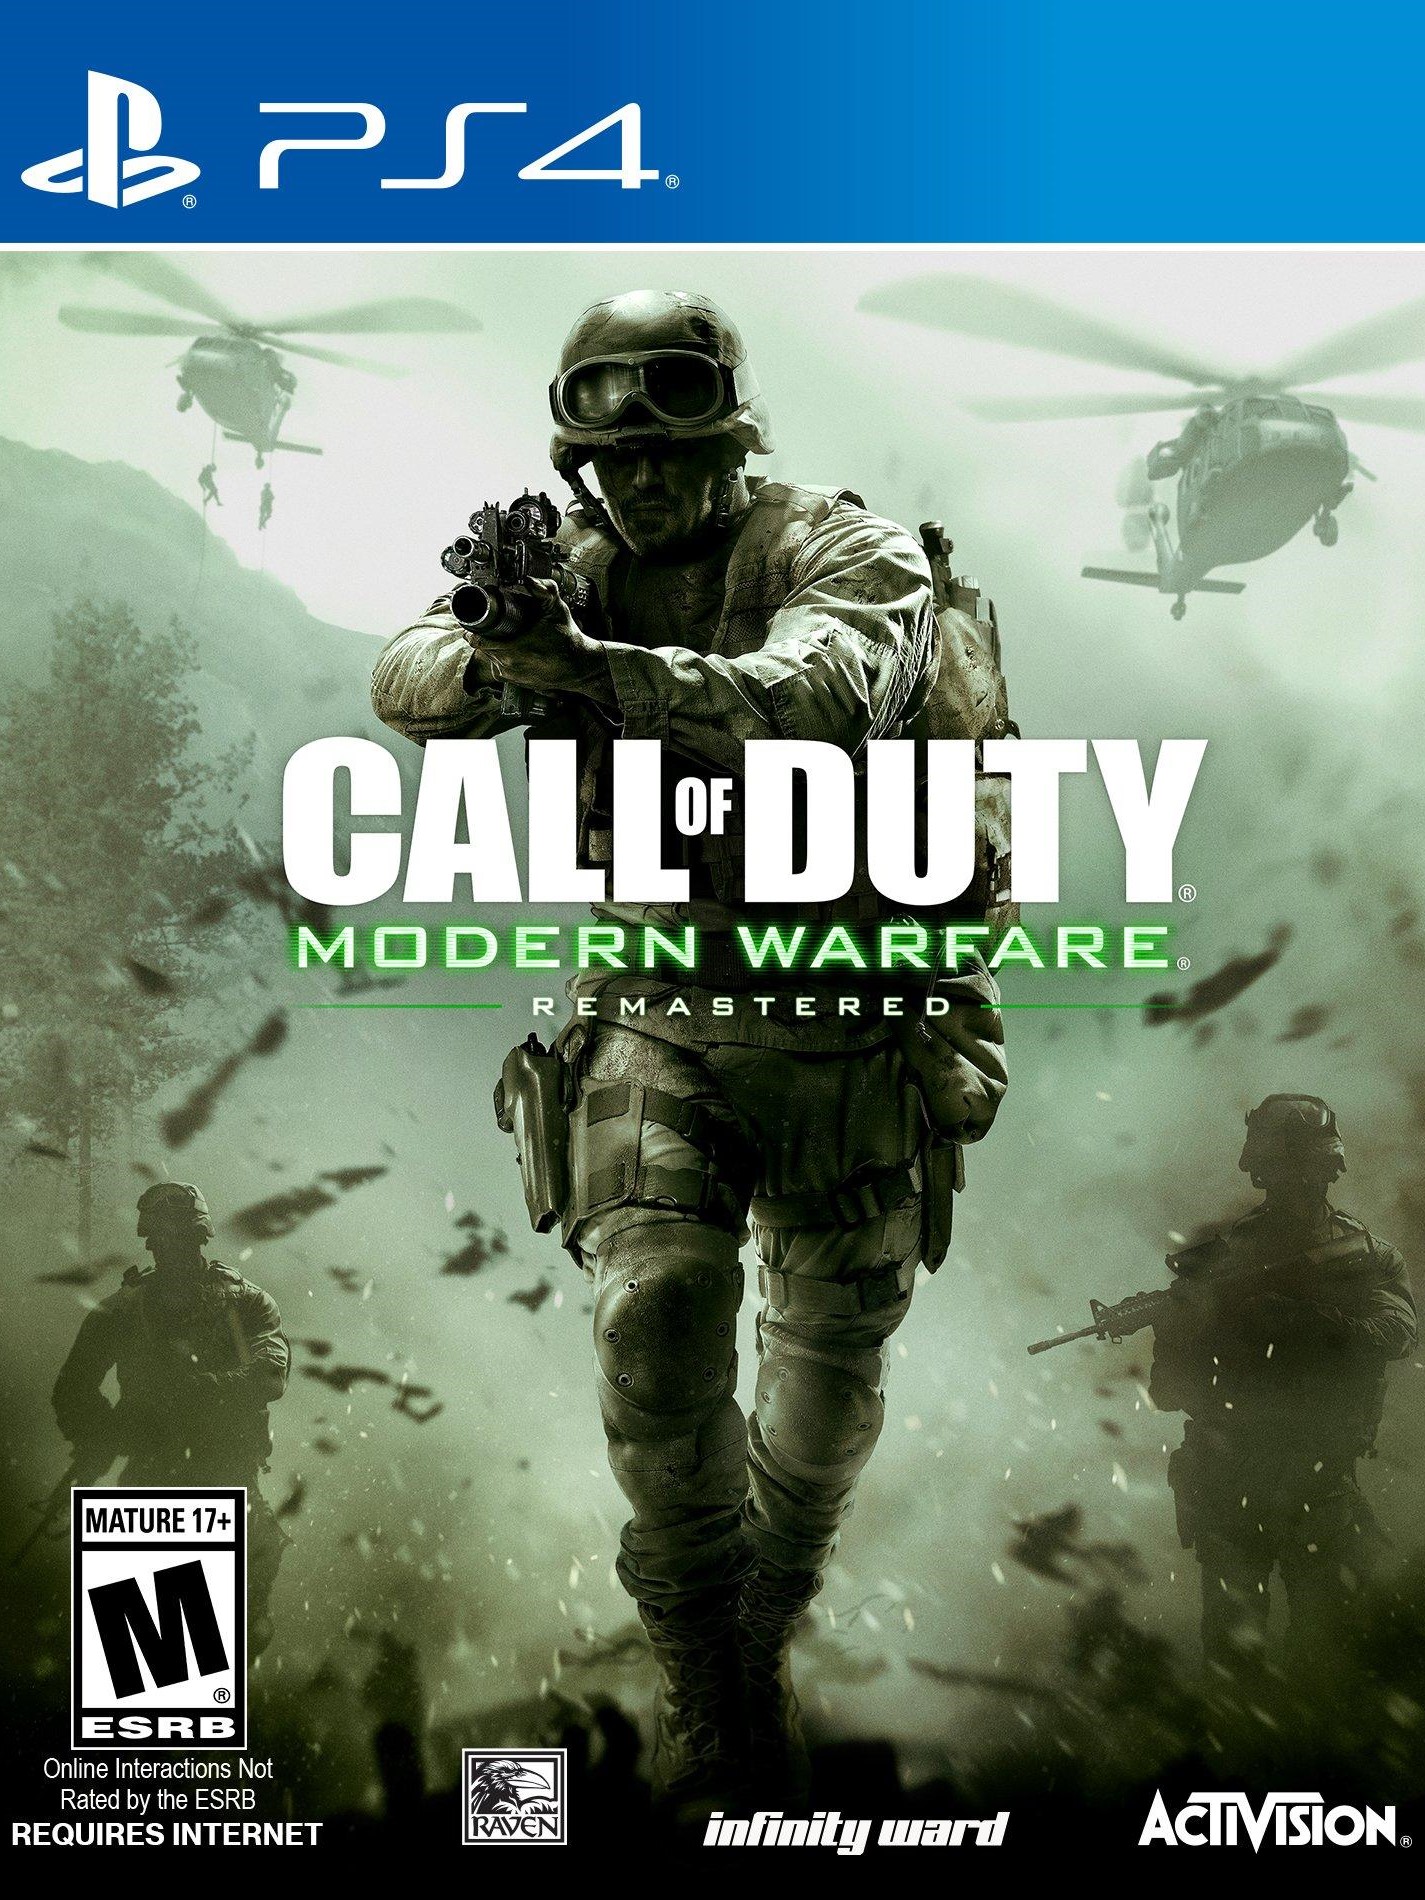 PS4®
CALL OF DUTY®
MODERN WARFARE®
REMASTERED
MATURE 17+
M®
ESRB
Online Interactions Not
Rated by the ESRB
REQUIRES INTERNET
RAVEN
infinity ward
ACTIVISION®